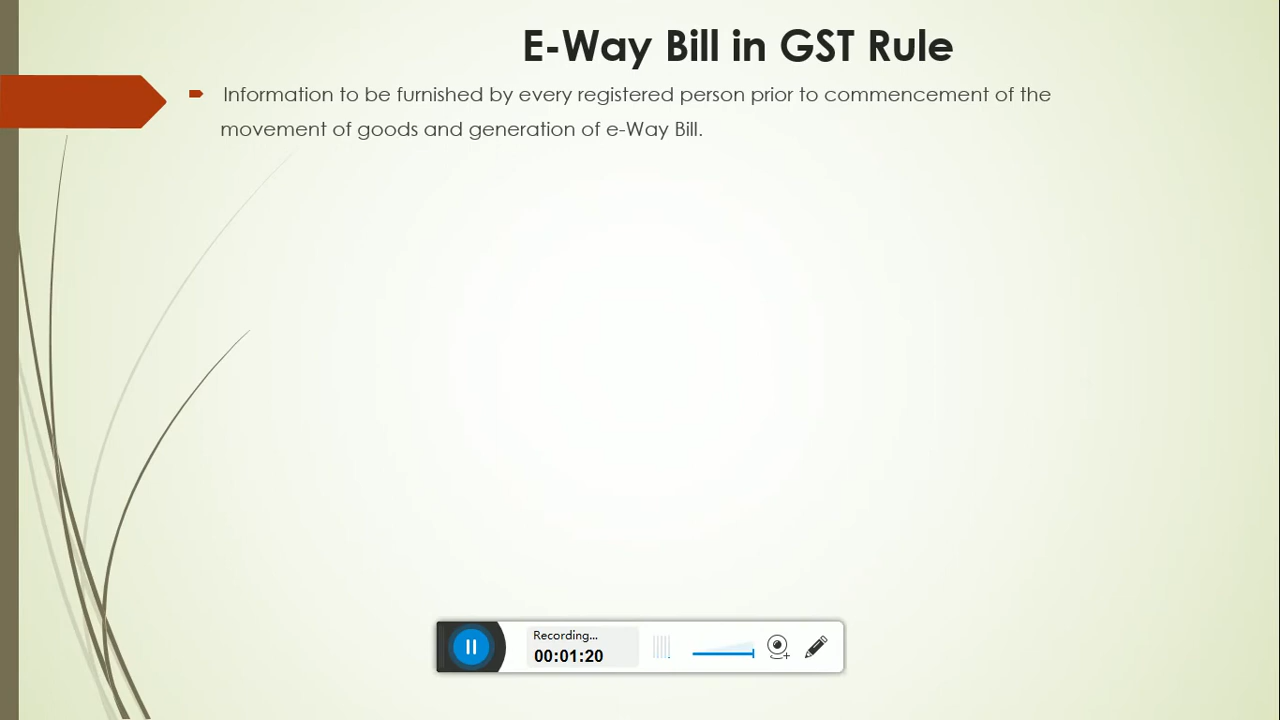 E-Way Bill in GST Rule
Information to be furnished by every registered person prior to commencement of the
movement of goods and generation of e-Way Bill.
Recording...
00:01:20